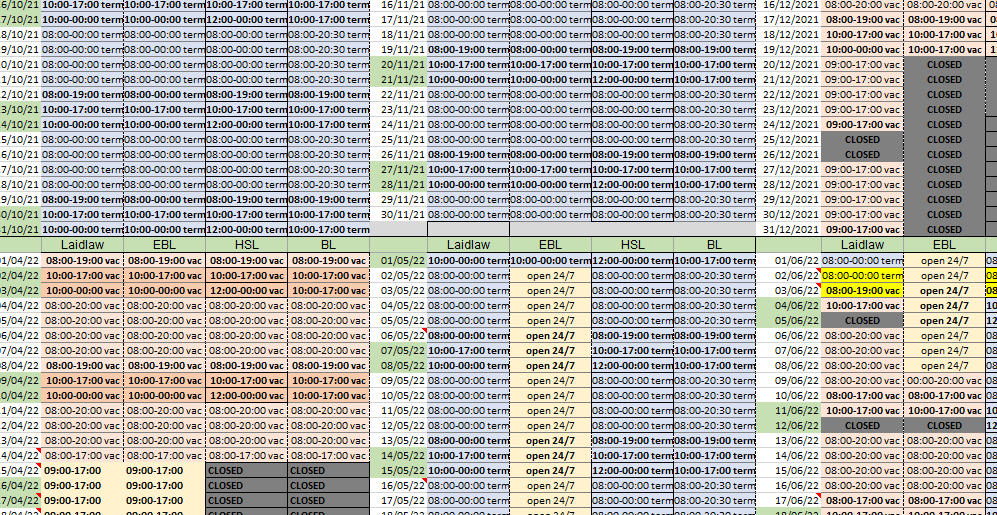 6/10/21 10:00-17:00 term 10:00-17:00 term 10:00-17:00 term 10:00-17:00 term 16/11/21 08:00-00:00 term 08:00-00:00 term 08:00-00:00 term 08:00-20:30 term 16/12/2021 08:00-20:00 vac 08:00-20:00 vac
17/10/21 10:00-00:00 term 10:00-00:00 term 12:00-00:00 term 10:00-17:00 term 17/11/21 08:00-00:00 term 08:00-00:00 term 08:00-00:00 term 08:00-20:30 term 17/12/2021 08:00-19:00 vac 08:00-19:00 vac
18/10/21 08:00-00:00 term 08:00-00:00 term 08:00-00:00 term 08:00-20:30 term 18/11/21 08:00-00:00 term 08:00-00:00 term 08:00-00:00 term 08:00-20:30 term 18/12/2021 10:00-17:00 vac 10:00-17:00 vac
19/10/21 08:00-00:00 term 08:00-00:00 term 08:00-00:00 term 08:00-20:30 term 19/11/21 08:00-19:00 term 08:00-19:00 term 08:00-19:00 term 08:00-19:00 term 19/12/2021 10:00-00:00 vac 10:00-17:00 vac
0/10/21 08:00-00:00 term 08:00-00:00 term 08:00-00:00 term 08:00-20:30 term 20/11/21 10:00-17:00 term 10:00-17:00 term 10:00-17:00 term 10:00-17:00 term 20/12/2021 09:00-17:00 vac CLOSED
1/10/21 08:00-00:00 term 08:00-00:00 term 08:00-00:00 term 08:00-20:30 term 21/11/21 10:00-00:00 term 10:00-00:00 term 12:00-00:00 term 10:00-17:00 term 21/12/2021 09:00-17:00 vac CLOSED
2/10/21 08:00-19:00 term 08:00-00:00 term 08:00-19:00 term 08:00-19:00 term 22/11/21 08:00-00:00 term 08:00-00:00 term 08:00-00:00 term 08:00-20:30 term 22/12/2021 09:00-17:00 vac CLOSED
3/10/21 10:00-17:00 term 10:00-17:00 term 10:00-17:00 term 10:00-17:00 term 23/11/21 08:00-00:00 term 08:00-00:00 term 08:00-00:00 term 08:00-20:30 term 23/12/2021 09:00-17:00 vac CLOSED
4/10/21 10:00-00:00 term 10:00-00:00 term 12:00-00:00 term 10:00-17:00 term 24/11/21 08:00-00:00 term 08:00-00:00 term 08:00-00:00 term 08:00-20:30 term 24/12/2021 09:00-17:00 vac CLOSED
5/10/21 08:00-00:00 term 08:00-00:00 term 08:00-00:00 term 08:00-20:30 term 25/11/21 08:00-00:00 term 08:00-00:00 term 08:00-00:00 term 08:00-20:30 term 25/12/2021 CLOSED CLOSED
6/10/21 08:00-00:00 term 08:00-00:00 term 08:00-00:00 term 08:00-20:30 term 26/11/21 08:00-19:00 term 08:00-00:00 term 08:00-19:00 term 08:00-19:00 term 26/12/2021 CLOSED CLOSED
7/10/21 08:00-00:00 term 08:00-00:00 term 08:00-00:00 term 08:00-20:30 term 27/11/21 10:00-17:00 term 10:00-17:00 term 10:00-17:00 term 10:00-17:00 term 27/12/2021 09:00-17:00 vac CLOSED
8/10/21 08:00-00:00 term 08:00-00:00 term 08:00-00:00 term 08:00-20:30 term 28/11/21 10:00-00:00 term 10:00-00:00 term 12:00-00:00 term 10:00-17:00 term 28/12/2021 09:00-17:00 vac CLOSED
9/10/21 08:00-19:00 term 08:00-00:00 term 08:00-19:00 term 08:00-19:00 term 29/11/21 08:00-00:00 term 08:00-00:00 term 08:00-00:00 term 08:00-20:30 term 29/12/2021 09:00-17:00 vac CLOSED
0/10/21 10:00-17:00 term 10:00-17:00 term 10:00-17:00 term 10:00-17:00 term 30/11/21 08:00-00:00 term 08:00-00:00 term 08:00-00:00 term 08:00-20:30 term 30/12/2021 09:00-17:00 vac CLOSED
1/10/21 10:00-00:00 term 10:00-00:00 term 12:00-00:00 term 10:00-17:00 term 31/12/2021 09:00-17:00 vac CLOSED
Laidlaw EBL HSL BL Laidlaw EBL HSL BL Laidlaw EBL
01/04/22 08:00-19:00 vac 08:00-19:00 vac 08:00-19:00 vac 08:00-19:00 vac 01/05/22 10:00-00:00 term 10:00-00:00 term 12:00-00:00 term 10:00-17:00 term 01/06/22 08:00-00:00 term open 24/7
02/04/22 10:00-17:00 vac 10:00-17:00 vac 10:00-17:00 vac 10:00-17:00 vac 02/05/22 08:00-00:00 term open 24/7 08:00-00:00 term 08:00-20:30 term 02/06/22 08:00-00:00 term open 24/7
03/04/22 10:00-00:00 vac 10:00-00:00 vac 12:00-00:00 vac 10:00-17:00 vac 03/05/22 08:00-00:00 term open 24/7 08:00-00:00 term 08:00-20:30 term 03/06/22 08:00-19:00 vac open 24/7
04/04/22 08:00-20:00 vac 08:00-20:00 vac 08:00-20:00 vac 08:00-20:00 vac 04/05/22 08:00-00:00 term open 24/7 08:00-00:00 term 08:00-20:30 term 04/06/22 10:00-17:00 vac open 24/7
05/04/22 08:00-20:00 vac 08:00-20:00 vac 08:00-20:00 vac 08:00-20:00 vac 05/05/22 08:00-00:00 term open 24/7 08:00-00:00 term 08:00-20:30 term 05/06/22 CLOSED open 24/7
06/04/22 08:00-20:00 vac 08:00-20:00 vac 08:00-20:00 vac 08:00-20:00 vac 06/05/22 08:00-00:00 term open 24/7 08:00-19:00 term 08:00-19:00 term 06/06/22 08:00-20:00 vac open 24/7
07/04/22 08:00-20:00 vac 08:00-20:00 vac 08:00-20:00 vac 08:00-20:00 vac 07/05/22 10:00-17:00 term open 24/7 10:00-17:00 term 10:00-17:00 term 07/06/22 08:00-20:00 vac open 24/7
08/04/22 08:00-19:00 vac 08:00-19:00 vac 08:00-19:00 vac 08:00-19:00 vac 08/05/22 10:00-00:00 term open 24/7 12:00-00:00 term 10:00-17:00 term 08/06/22 08:00-20:00 vac open 24/7
09/04/22 10:00-17:00 vac 10:00-17:00 vac 10:00-17:00 vac 10:00-17:00 vac 09/05/22 08:00-00:00 term open 24/7 08:00-00:00 term 08:00-20:30 term 09/06/22 08:00-20:00 vac 00:00-20:00 vac
0/04/22 10:00-00:00 vac 10:00-00:00 vac 12:00-00:00 vac 10:00-17:00 vac 10/05/22 08:00-00:00 term open 24/7 08:00-00:00 term 08:00-20:30 term 10/06/22 08:00-17:00 vac 08:00-17:00 vac
1/04/22 08:00-20:00 vac 08:00-20:00 vac 08:00-20:00 vac 08:00-20:00 vac 11/05/22 08:00-00:00 term open 24/7 08:00-00:00 term 08:00-20:30 term 11/06/22 10:00-17:00 vac 10:00-17:00 vac
2/04/22 08:00-20:00 vac 08:00-20:00 vac 08:00-20:00 vac 08:00-20:00 vac 12/05/22 08:00-00:00 term open 24/7 08:00-00:00 term 08:00-20:30 term 12/06/22 CLOSED CLOSED
3/04/22 08:00-20:00 vac 08:00-20:00 vac 08:00-20:00 vac 08:00-20:00 vac 13/05/22 08:00-00:00 term open 24/7 08:00-19:00 term 08:00-19:00 term 13/06/22 08:00-20:00 vac 08:00-20:00 vac
4/04/22 08:00-17:00 vac 08:00-17:00 vac 08:00-17:00 vac 08:00-17:00 vac 14/05/22 10:00-17:00 term open 24/7 10:00-17:00 term 10:00-17:00 term 14/06/22 08:00-20:00 vac 08:00-20:00 vac
5/04/22 09:00-17:00 09:00-17:00 CLOSED CLOSED 15/05/22 10:00-00:00 term open 24/7 12:00-00:00 term 10:00-17:00 term 15/06/22 08:00-20:00 vac 08:00-20:00 vac
6/04/22 09:00-17:00 09:00-17:00 CLOSED CLOSED 16/05/22 08:00-00:00 term open 24/7 08:00-00:00 term 08:00-20:30 term 16/06/22 08:00-20:00 vac 08:00-20:00 vac
7/04/22 09:00-17:00 09:00-17:00 CLOSED CLOSED 17/05/22 08:00-00:00 term open 24/7 08:00-00:00 term 08:00-20:30 term 17/06/22 08:00-17:00 vac 08:00-17:00 vac